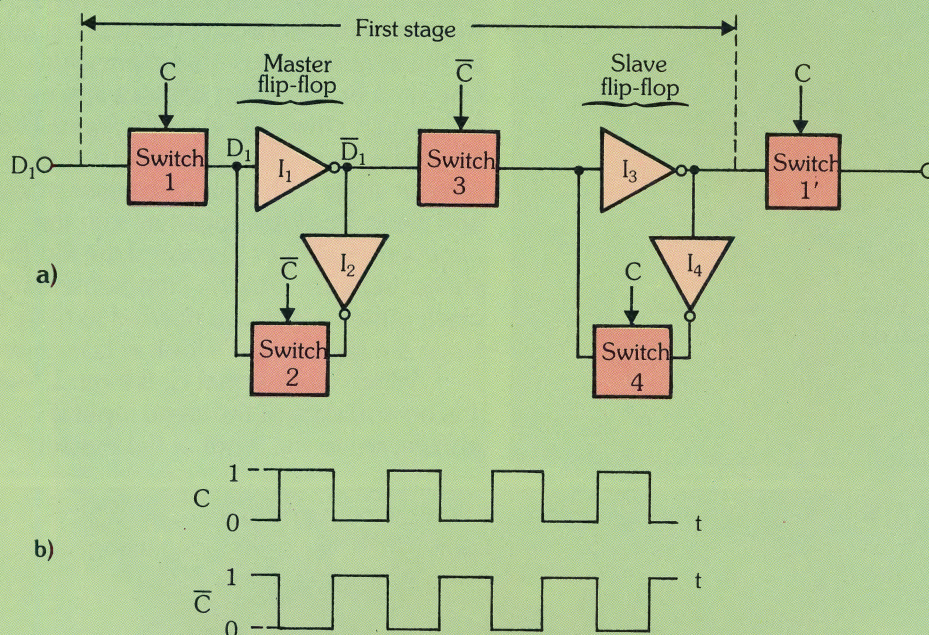 First stage
Master
flip-flop
Slave
flip-flop
C
C̅
C
D₁
Switch
1
D₁
I₁
D̅₁
Switch
3
I₃
Switch
1′
a)
C̅
I₂
Switch
2
C
I₄
Switch
4
1
C
0
t
b)
1
C̅
0
t